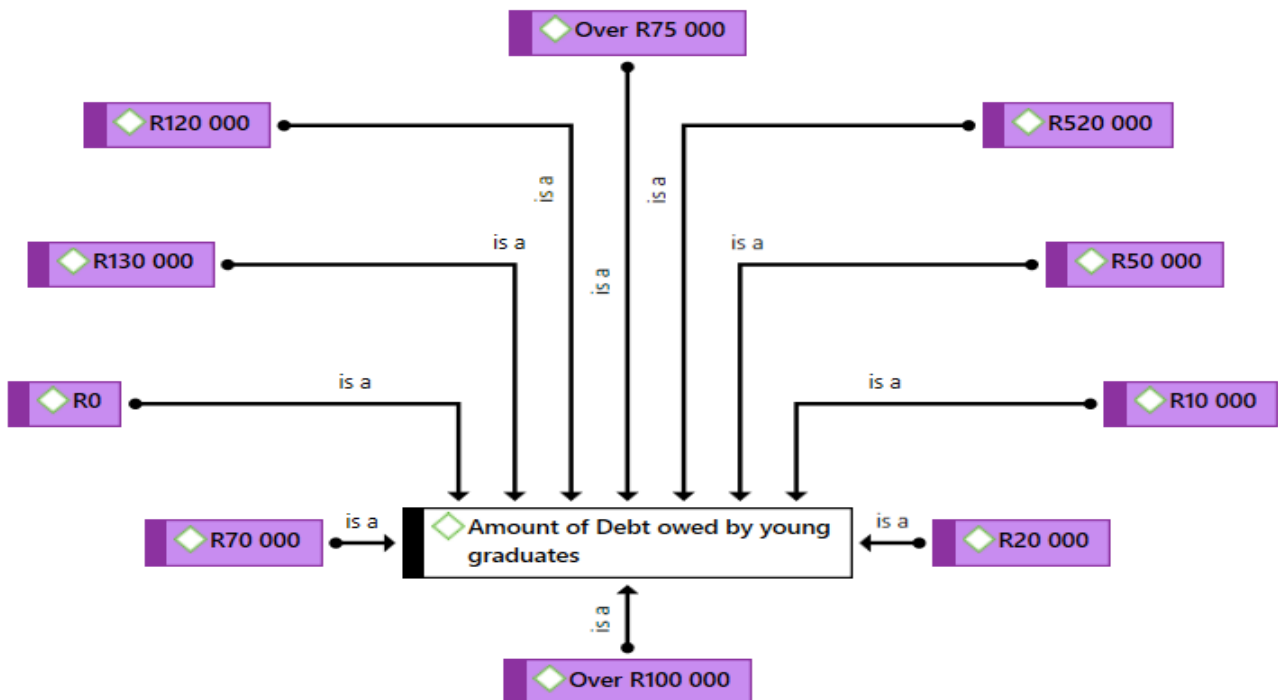 Over R75 000
R120 000
R520 000
is a
is a
is a
R130 000
is a
is a
R50 000
R0
is a
is a
R10 000
R70 000
is a
Amount of Debt owed by young
graduates
is a
R20 000
is a
Over R100 000